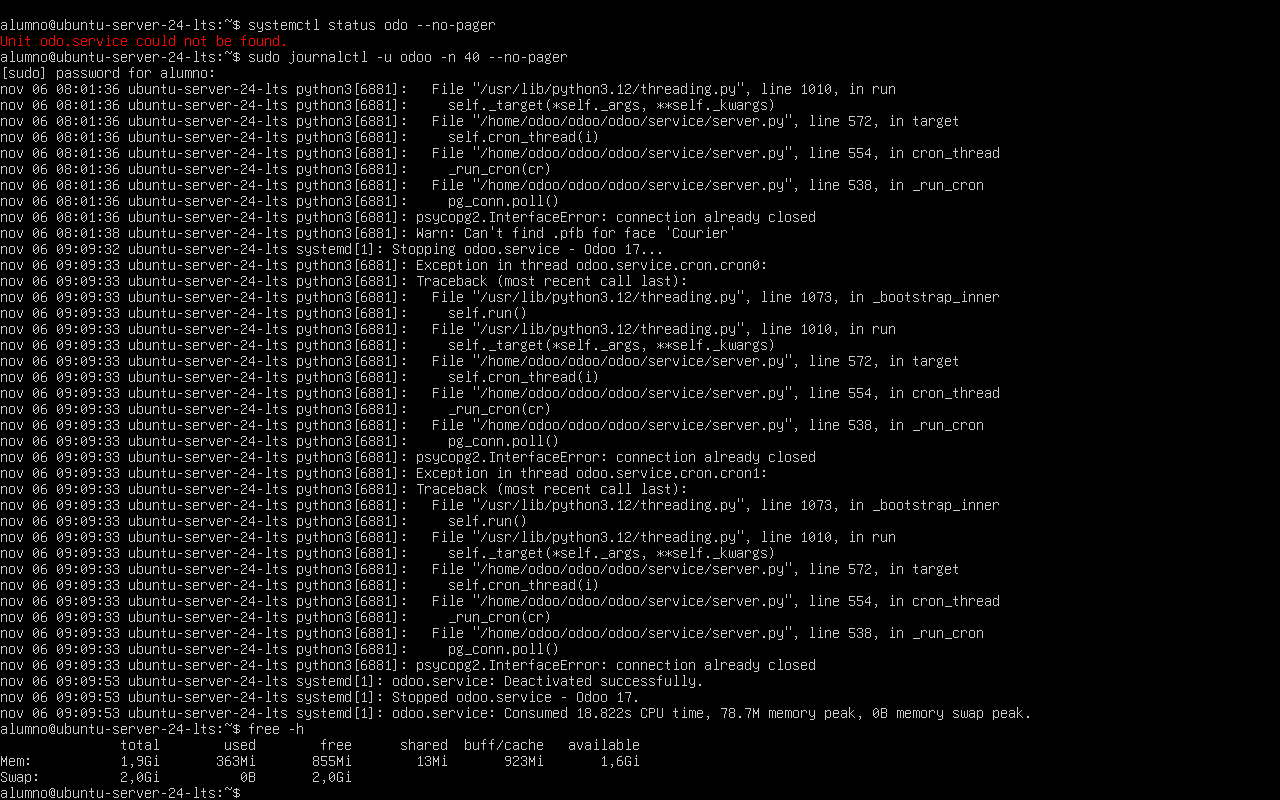 alumno@ubuntu-server-24-lts:~$ systemctl status odo --no-pager
Unit odo.service could not be found.
alumno@ubuntu-server-24-lts:~$ sudo journalctl -u odoo -n 40 --no-pager
[sudo] password for alumno:
nov 06 08:01:36 ubuntu-server-24-lts python3[6881]:   File "/usr/lib/python3.12/threading.py", line 1010, in run
nov 06 08:01:36 ubuntu-server-24-lts python3[6881]:     self._target(*self._args, **self._kwargs)
nov 06 08:01:36 ubuntu-server-24-lts python3[6881]:   File "/home/odoo/odoo/odoo/service/server.py", line 572, in target
nov 06 08:01:36 ubuntu-server-24-lts python3[6881]:     self.cron_thread(i)
nov 06 08:01:36 ubuntu-server-24-lts python3[6881]:   File "/home/odoo/odoo/odoo/service/server.py", line 554, in cron_thread
nov 06 08:01:36 ubuntu-server-24-lts python3[6881]:     _run_cron(cr)
nov 06 08:01:36 ubuntu-server-24-lts python3[6881]:   File "/home/odoo/odoo/odoo/service/server.py", line 538, in _run_cron
nov 06 08:01:36 ubuntu-server-24-lts python3[6881]:     pg_conn.poll()
nov 06 08:01:36 ubuntu-server-24-lts python3[6881]: psycopg2.InterfaceError: connection already closed
nov 06 08:01:38 ubuntu-server-24-lts python3[6881]: Warn: Can't find .pfb for face 'Courier'
nov 06 09:09:32 ubuntu-server-24-lts systemd[1]: Stopping odoo.service - Odoo 17...
nov 06 09:09:33 ubuntu-server-24-lts python3[6881]: Exception in thread odoo.service.cron.cron0:
nov 06 09:09:33 ubuntu-server-24-lts python3[6881]: Traceback (most recent call last):
nov 06 09:09:33 ubuntu-server-24-lts python3[6881]:   File "/usr/lib/python3.12/threading.py", line 1073, in _bootstrap_inner
nov 06 09:09:33 ubuntu-server-24-lts python3[6881]:     self.run()
nov 06 09:09:33 ubuntu-server-24-lts python3[6881]:   File "/usr/lib/python3.12/threading.py", line 1010, in run
nov 06 09:09:33 ubuntu-server-24-lts python3[6881]:     self._target(*self._args, **self._kwargs)
nov 06 09:09:33 ubuntu-server-24-lts python3[6881]:   File "/home/odoo/odoo/odoo/service/server.py", line 572, in target
nov 06 09:09:33 ubuntu-server-24-lts python3[6881]:     self.cron_thread(i)
nov 06 09:09:33 ubuntu-server-24-lts python3[6881]:   File "/home/odoo/odoo/odoo/service/server.py", line 554, in cron_thread
nov 06 09:09:33 ubuntu-server-24-lts python3[6881]:     _run_cron(cr)
nov 06 09:09:33 ubuntu-server-24-lts python3[6881]:   File "/home/odoo/odoo/odoo/service/server.py", line 538, in _run_cron
nov 06 09:09:33 ubuntu-server-24-lts python3[6881]:     pg_conn.poll()
nov 06 09:09:33 ubuntu-server-24-lts python3[6881]: psycopg2.InterfaceError: connection already closed
nov 06 09:09:33 ubuntu-server-24-lts python3[6881]: Exception in thread odoo.service.cron.cron1:
nov 06 09:09:33 ubuntu-server-24-lts python3[6881]: Traceback (most recent call last):
nov 06 09:09:33 ubuntu-server-24-lts python3[6881]:   File "/usr/lib/python3.12/threading.py", line 1073, in _bootstrap_inner
nov 06 09:09:33 ubuntu-server-24-lts python3[6881]:     self.run()
nov 06 09:09:33 ubuntu-server-24-lts python3[6881]:   File "/usr/lib/python3.12/threading.py", line 1010, in run
nov 06 09:09:33 ubuntu-server-24-lts python3[6881]:     self._target(*self._args, **self._kwargs)
nov 06 09:09:33 ubuntu-server-24-lts python3[6881]:   File "/home/odoo/odoo/odoo/service/server.py", line 572, in target
nov 06 09:09:33 ubuntu-server-24-lts python3[6881]:     self.cron_thread(i)
nov 06 09:09:33 ubuntu-server-24-lts python3[6881]:   File "/home/odoo/odoo/odoo/service/server.py", line 554, in cron_thread
nov 06 09:09:33 ubuntu-server-24-lts python3[6881]:     _run_cron(cr)
nov 06 09:09:33 ubuntu-server-24-lts python3[6881]:   File "/home/odoo/odoo/odoo/service/server.py", line 538, in _run_cron
nov 06 09:09:33 ubuntu-server-24-lts python3[6881]:     pg_conn.poll()
nov 06 09:09:33 ubuntu-server-24-lts python3[6881]: psycopg2.InterfaceError: connection already closed
nov 06 09:09:53 ubuntu-server-24-lts systemd[1]: odoo.service: Deactivated successfully.
nov 06 09:09:53 ubuntu-server-24-lts systemd[1]: Stopped odoo.service - Odoo 17.
nov 06 09:09:53 ubuntu-server-24-lts systemd[1]: odoo.service: Consumed 18.822s CPU time, 78.7M memory peak, 0B memory swap peak.
alumno@ubuntu-server-24-lts:~$ free -h
               total        used        free      shared  buff/cache   available
Mem:           1,9Gi       363Mi       855Mi        13Mi       923Mi       1,6Gi
Swap:          2,0Gi          0B       2,0Gi
alumno@ubuntu-server-24-lts:~$